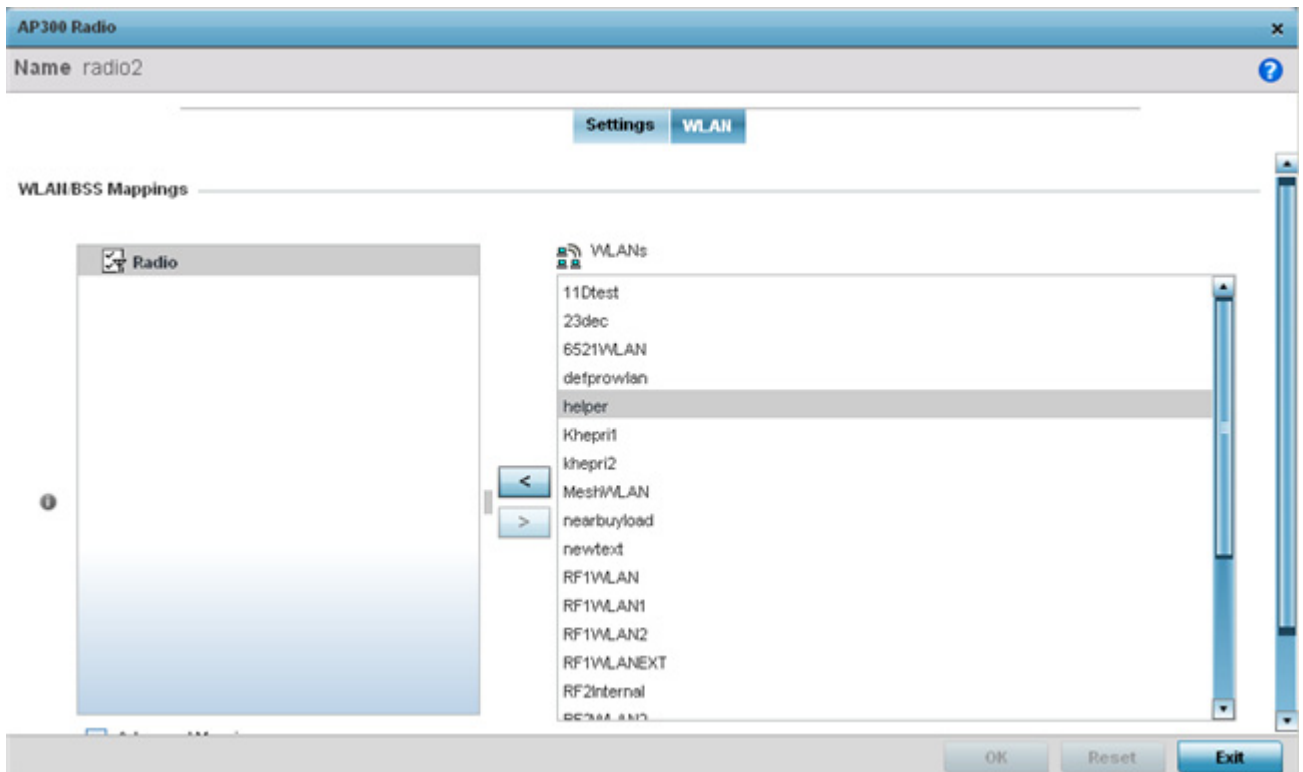 AP300 Radio
Name radio2
Settings WLAN
WLAN/BSS Mappings
Radio
WLANs
11Dtest
23dec
6521WLAN
defprowlan
helper
Khepri1
khepri2
MeshWLAN
nearbuyload
newtext
RF1WLAN
RF1WLAN1
RF1WLAN2
RF1WLANEXT
RF2Internal
<
>
OK Reset Exit